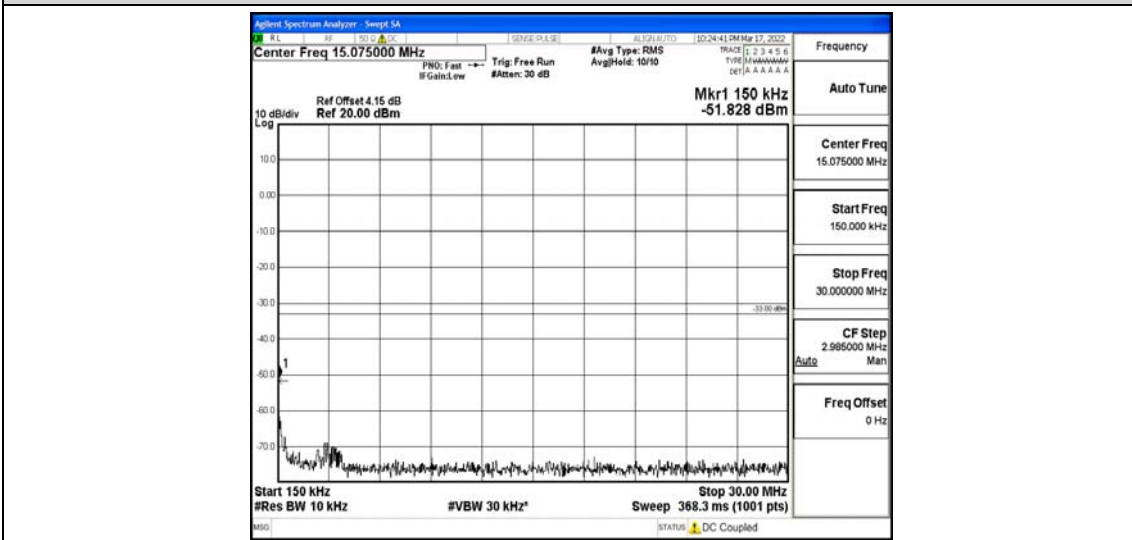 Agilent Spectrum Analyzer - Swept SA
RL RF 50 Ω DC SENSE:PULSE ALIGN AUTO 10:24:41 PM Mar 17, 2022
Center Freq 15.075000 MHz
PNO: Fast
IFGain:Low
Trig: Free Run
#Atten: 30 dB
#Avg Type: RMS
Avg|Hold: 10/10
TRACE 1 2 3 4 5 6
TYPE
DET A A A A A A
Frequency
Mkr1 150 kHz
-51.828 dBm
Ref Offset 4.15 dB
10 dB/div Ref 20.00 dBm
Log
10.0
0.00
-10.0
-20.0
-30.0
-33.00 dBm
-40.0
1
-50.0
-60.0
-70.0
Start 150 kHz Stop 30.00 MHz
#Res BW 10 kHz #VBW 30 kHz* Sweep 368.3 ms (1001 pts)
MSG STATUS DC Coupled
Auto Tune
Center Freq
15.075000 MHz
Start Freq
150.000 kHz
Stop Freq
30.000000 MHz
CF Step
2.985000 MHz
Auto Man
Freq Offset
0 Hz